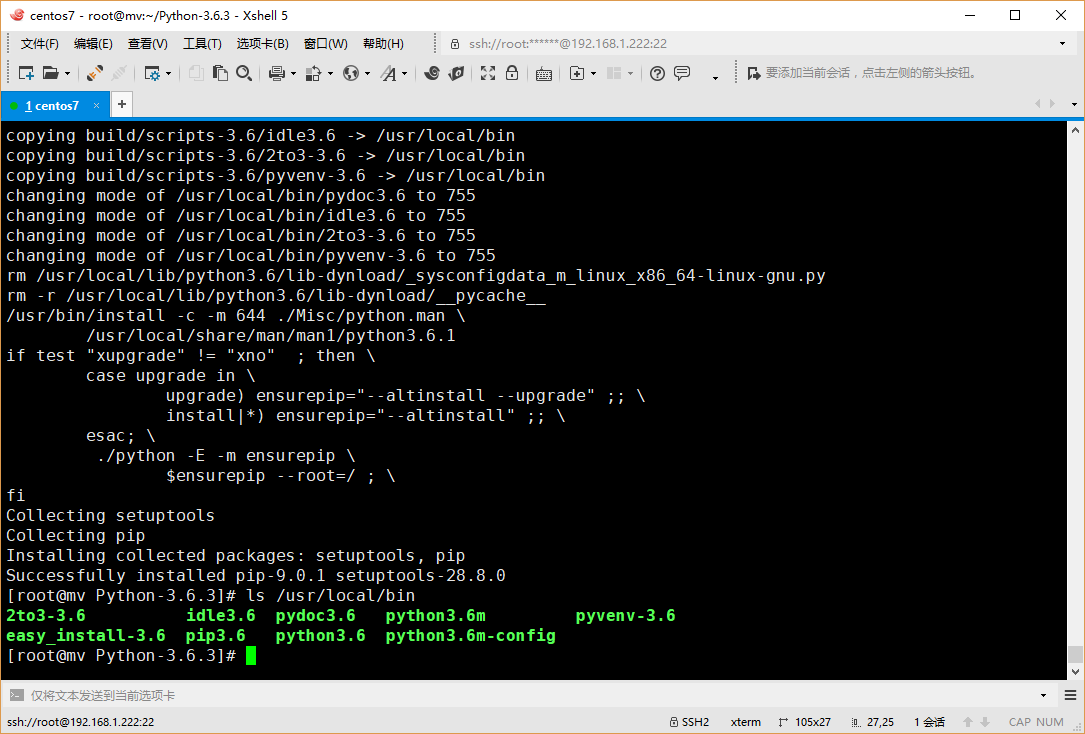 centos7 - root@mv:~/Python-3.6.3 - Xshell 5
文件(F) 编辑(E) 查看(V) 工具(T) 选项卡(B) 窗口(W) 帮助(H) ssh://root:******@192.168.1.222:22
要添加当前会话，点击左侧的箭头按钮。
1 centos7 × +
copying build/scripts-3.6/idle3.6 -> /usr/local/bin
copying build/scripts-3.6/2to3-3.6 -> /usr/local/bin
copying build/scripts-3.6/pyvenv-3.6 -> /usr/local/bin
changing mode of /usr/local/bin/pydoc3.6 to 755
changing mode of /usr/local/bin/idle3.6 to 755
changing mode of /usr/local/bin/2to3-3.6 to 755
changing mode of /usr/local/bin/pyvenv-3.6 to 755
rm /usr/local/lib/python3.6/lib-dynload/_sysconfigdata_m_linux_x86_64-linux-gnu.py
rm -r /usr/local/lib/python3.6/lib-dynload/__pycache__
/usr/bin/install -c -m 644 ./Misc/python.man \
        /usr/local/share/man/man1/python3.6.1
if test "xupgrade" != "xno"  ; then \
        case upgrade in \
                upgrade) ensurepip="--altinstall --upgrade" ;; \
                install|*) ensurepip="--altinstall" ;; \
        esac; \
         ./python -E -m ensurepip \
                $ensurepip --root=/ ; \
fi
Collecting setuptools
Collecting pip
Installing collected packages: setuptools, pip
Successfully installed pip-9.0.1 setuptools-28.8.0
[root@mv Python-3.6.3]# ls /usr/local/bin
2to3-3.6          idle3.6  pydoc3.6   python3.6m         pyvenv-3.6
easy_install-3.6  pip3.6   python3.6  python3.6m-config
[root@mv Python-3.6.3]#
仅将文本发送到当前选项卡
ssh://root@192.168.1.222:22 SSH2 xterm 105x27 27,25 1 会话 CAP NUM